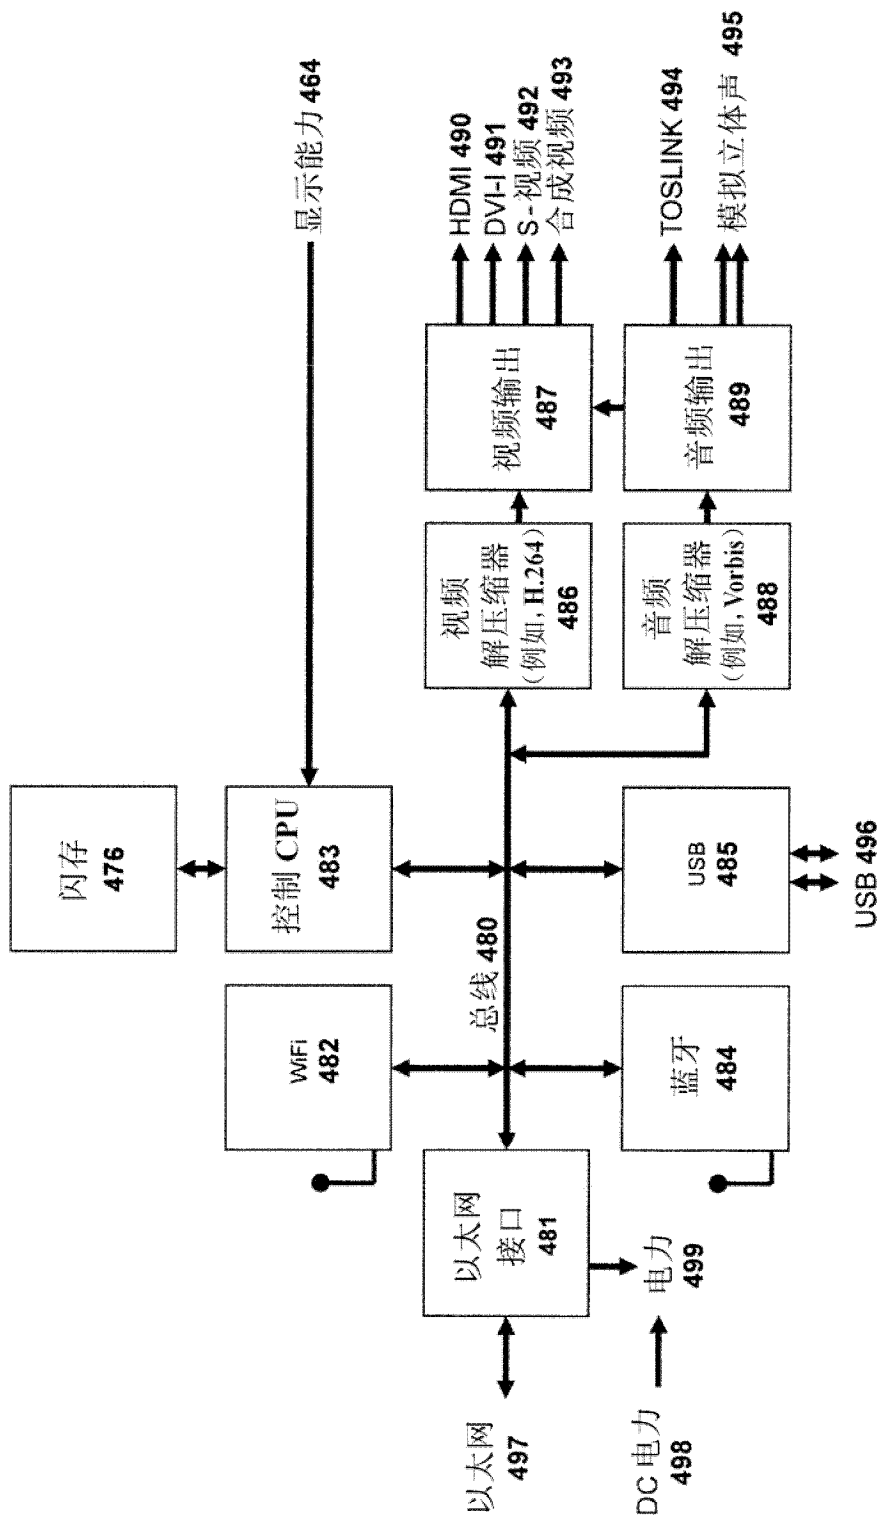 闪存
476
显示能力 464
WiFi
482
控制 CPU
483
HDMI 490
DVI-I 491
S-视频 492
合成视频 493
总线 480
以太网
497
以太网
接口
481
视频
解压缩器
(例如, H.264)
486
视频输出
487
TOSLINK 494
模拟立体声 495
DC 电力
498
电力
499
蓝牙
484
USB
485
音频
解压缩器
(例如, Vorbis)
488
音频输出
489
USB 496